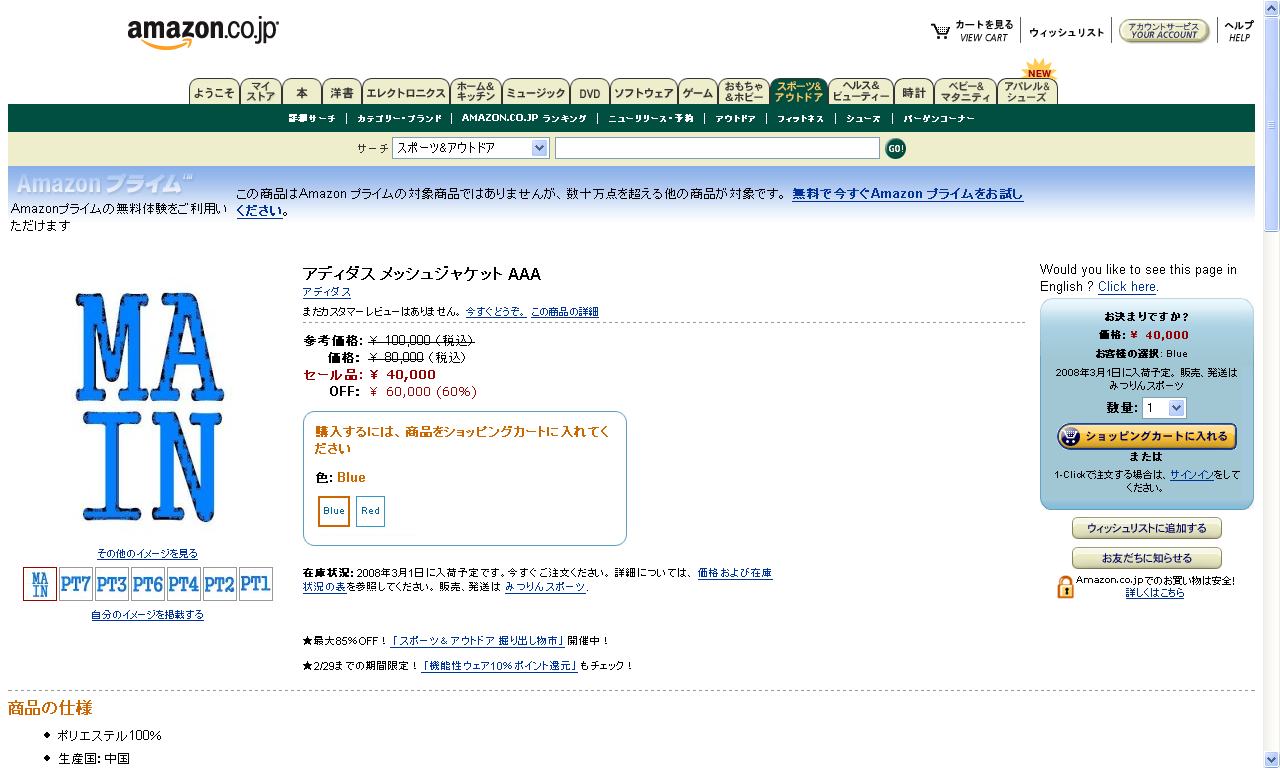 amazon.co.jp
カートを見る
VIEW CART
ウィッシュリスト
アカウントサービス
YOUR ACCOUNT
ヘルプ
HELP
NEW
ようこそ
マイ
ストア
本
洋書
エレクトロニクス
ホーム&
キッチン
ミュージック
DVD
ソフトウェア
ゲーム
おもちゃ
&ホビー
スポーツ&
アウトドア
ヘルス&
ビューティー
時計
ベビー&
マタニティ
アパレル&
シューズ
詳細サーチ
カテゴリー・ブランド
AMAZON.CO.JP ランキング
ニューリリース・予約
アウトドア
フィットネス
シューズ
バーゲンコーナー
サーチ
スポーツ&アウトドア
GO!
Amazon プライム™
Amazonプライムの無料体験をご利用い
ただけます
この商品はAmazon プライムの対象商品ではありませんが、数十万点を超える他の商品が対象です。 無料で今すぐAmazon プライムをお試し
ください。
MA
IN
その他のイメージを見る
MA
IN
PT7
PT3
PT6
PT4
PT2
PT1
自分のイメージを掲載する
アディダス メッシュジャケット AAA
アディダス
まだカスタマーレビューはありません。 今すぐどうぞ。 この商品の詳細
参考価格: ¥ 100,000 (税込)
価格: ¥ 80,000 (税込)
セール品: ¥ 40,000
OFF: ¥ 60,000 (60%)
購入するには、商品をショッピングカートに入れてく
ださい
色: Blue
Blue
Red
在庫状況: 2008年3月1日に入荷予定です。今すぐご注文ください。 詳細については、 価格および在庫
状況の表を参照してください。 販売、発送は みつりんスポーツ.
★最大85%OFF！「スポーツ&アウトドア 掘り出し物市」開催中！
★2/29までの期間限定！「機能性ウェア10%ポイント還元」もチェック！
Would you like to see this page in
English ? Click here.
お決まりですか?
価格: ¥ 40,000
お客様の選択: Blue
2008年3月1日に入荷予定。販売、発送は
みつりんスポーツ
数量: 1
ショッピングカートに入れる
または
1-Clickで注文する場合は、サインインをして
ください。
ウィッシュリストに追加する
お友だちに知らせる
Amazon.co.jpでのお買い物は安全!
詳しくはこちら
商品の仕様
ポリエステル100%
生産国: 中国